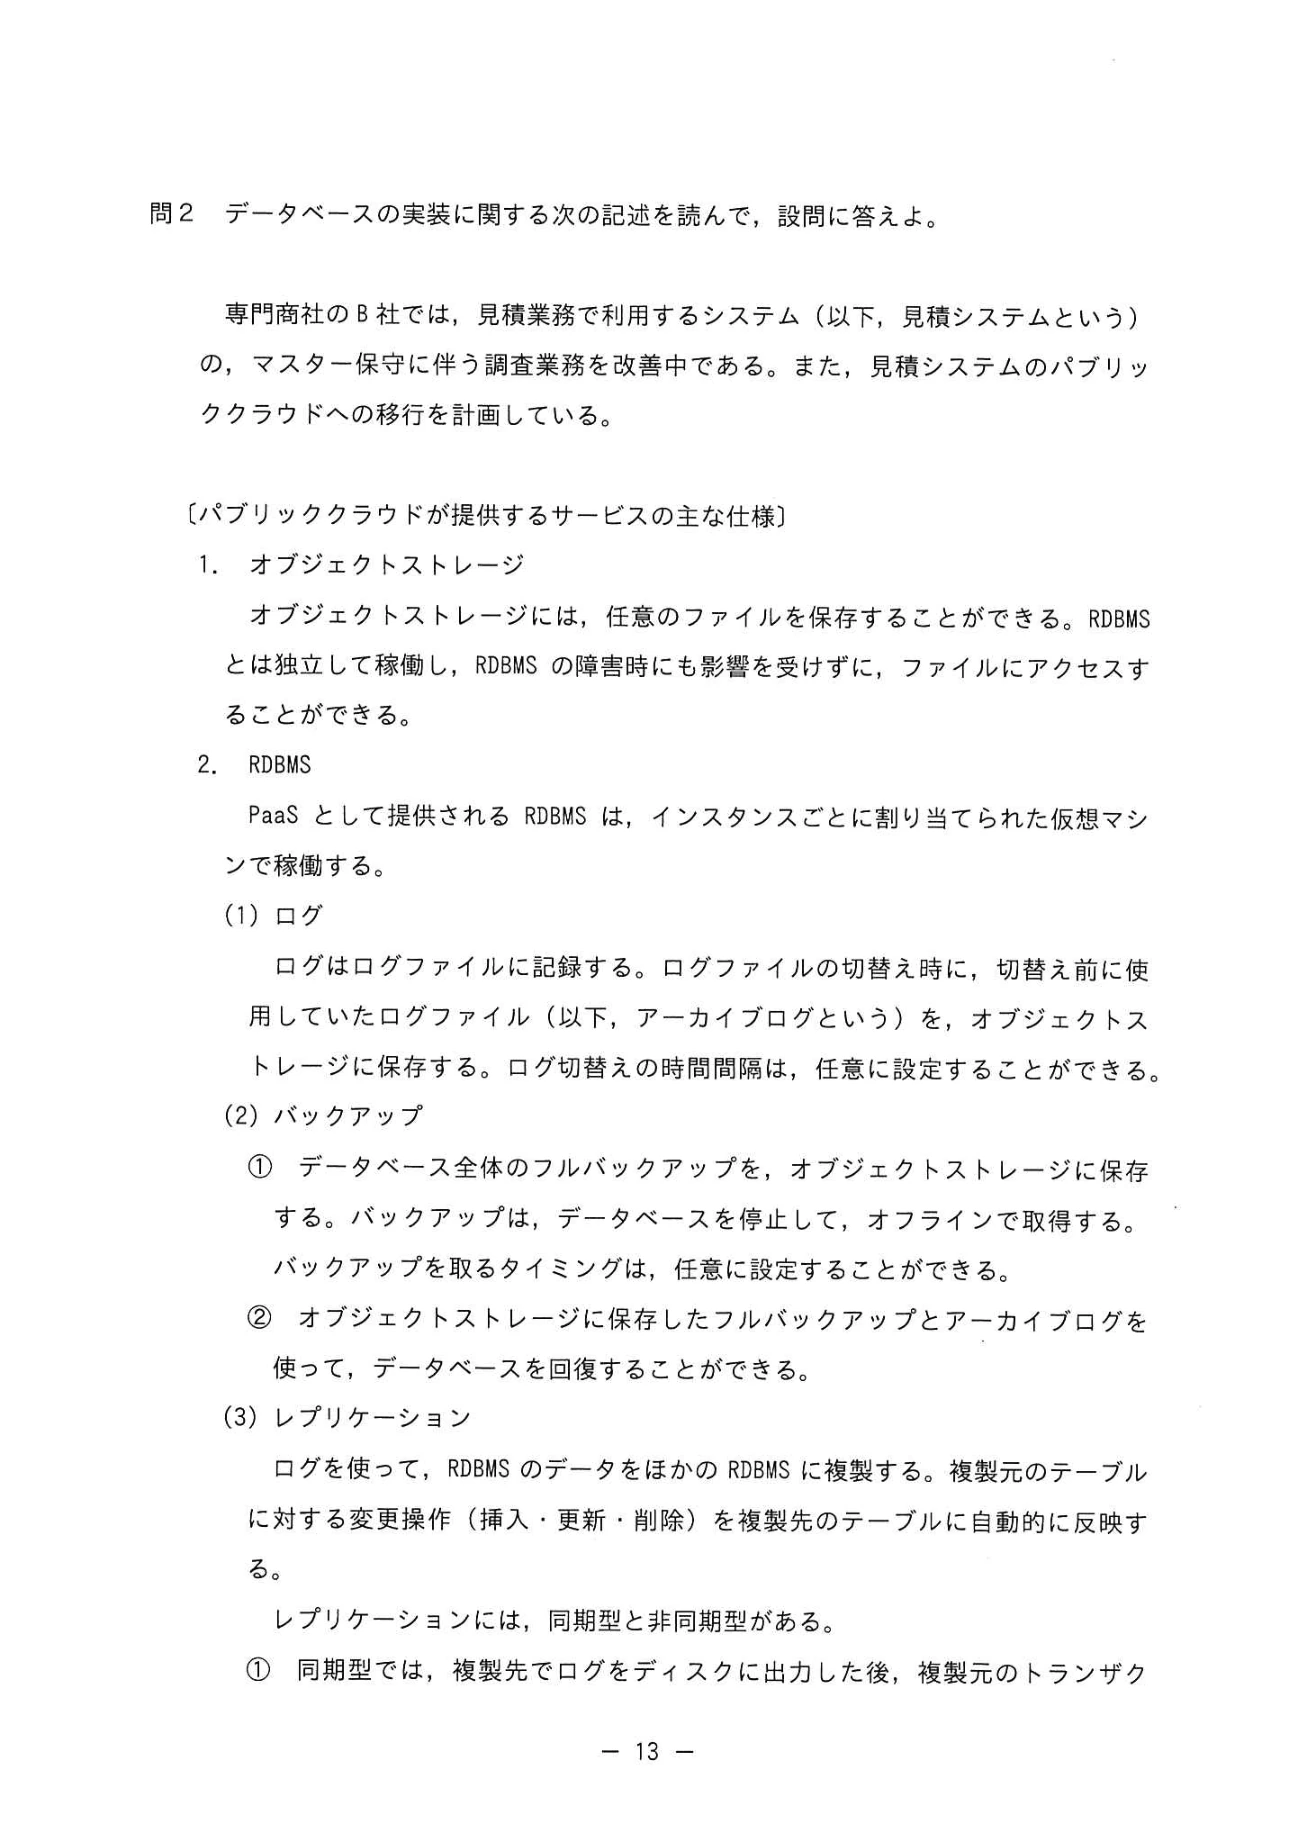 問２　データベースの実装に関する次の記述を読んで，設問に答えよ。
専門商社の B 社では，見積業務で利用するシステム（以下，見積システムという）
の，マスター保守に伴う調査業務を改善中である。また，見積システムのパブリッ
ククラウドへの移行を計画している。
〔パブリッククラウドが提供するサービスの主な仕様〕
1.　オブジェクトストレージ
オブジェクトストレージには，任意のファイルを保存することができる。RDBMS
とは独立して稼働し，RDBMS の障害時にも影響を受けずに，ファイルにアクセスす
ることができる。
2.　RDBMS
PaaS として提供される RDBMS は，インスタンスごとに割り当てられた仮想マシ
ンで稼働する。
(1) ログ
ログはログファイルに記録する。ログファイルの切替え時に，切替え前に使
用していたログファイル（以下，アーカイブログという）を，オブジェクトス
トレージに保存する。ログ切替えの時間間隔は，任意に設定することができる。
(2) バックアップ
①　データベース全体のフルバックアップを，オブジェクトストレージに保存
する。バックアップは，データベースを停止して，オフラインで取得する。
バックアップを取るタイミングは，任意に設定することができる。
②　オブジェクトストレージに保存したフルバックアップとアーカイブログを
使って，データベースを回復することができる。
(3) レプリケーション
ログを使って，RDBMS のデータをほかの RDBMS に複製する。複製元のテーブル
に対する変更操作（挿入・更新・削除）を複製先のテーブルに自動的に反映す
る。
レプリケーションには，同期型と非同期型がある。
①　同期型では，複製先でログをディスクに出力した後，複製元のトランザク
－ 13 －